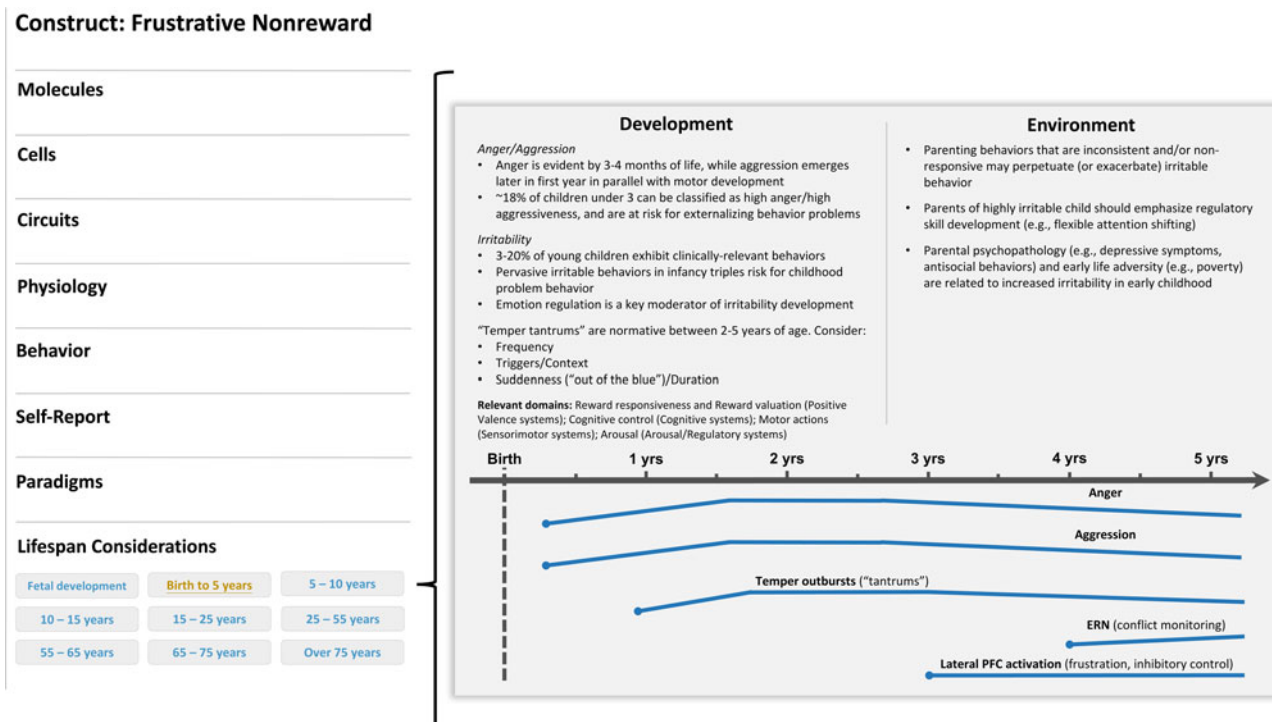 Construct: Frustrative Nonreward
Molecules
Cells
Circuits
Physiology
Behavior
Self-Report
Paradigms
Lifespan Considerations
Fetal development
Birth to 5 years
5 – 10 years
10 – 15 years
15 – 25 years
25 – 55 years
55 – 65 years
65 – 75 years
Over 75 years
Development
Anger/Aggression
• Anger is evident by 3-4 months of life, while aggression emerges
later in first year in parallel with motor development
• ~18% of children under 3 can be classified as high anger/high
aggressiveness, and are at risk for externalizing behavior problems
Irritability
• 3-20% of young children exhibit clinically-relevant behaviors
• Pervasive irritable behaviors in infancy triples risk for childhood
problem behavior
• Emotion regulation is a key moderator of irritability development
“Temper tantrums” are normative between 2-5 years of age. Consider:
• Frequency
• Triggers/Context
• Suddenness (“out of the blue”)/Duration
Relevant domains: Reward responsiveness and Reward valuation (Positive
Valence systems); Cognitive control (Cognitive systems); Motor actions
(Sensorimotor systems); Arousal (Arousal/Regulatory systems)
Environment
• Parenting behaviors that are inconsistent and/or non-
responsive may perpetuate (or exacerbate) irritable
behavior
• Parents of highly irritable child should emphasize regulatory
skill development (e.g., flexible attention shifting)
• Parental psychopathology (e.g., depressive symptoms,
antisocial behaviors) and early life adversity (e.g., poverty)
are related to increased irritability in early childhood
Birth
1 yrs
2 yrs
3 yrs
4 yrs
5 yrs
Anger
Aggression
Temper outbursts (“tantrums”)
ERN (conflict monitoring)
Lateral PFC activation (frustration, inhibitory control)